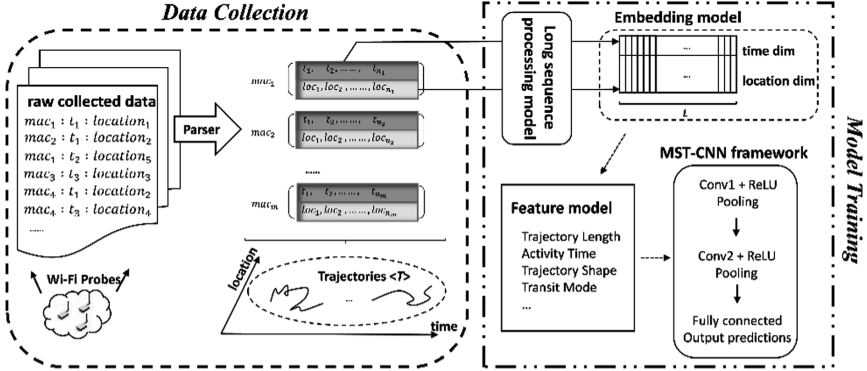 Data Collection
raw collected data
mac₁ : t₁ : location₁
mac₂ : t₁ : location₂
mac₁ : t₂ : location₅
mac₃ : t₃ : location₃
mac₄ : t₁ : location₂
mac₄ : t₃ : location₄
......
Wi-Fi Probes
Parser
mac₁
t₁, t₂, ......, tₙ₁
loc₁, loc₂, ......, locₙ₁
mac₂
t₁, t₂, ......, tₙ₂
loc₁, loc₂, ......, locₙ₂
......
macₘ
t₁, t₂, ......, tₙₘ
loc₁, loc₂, ......, locₙₘ
location
Trajectories <T>
...
time
Long sequence
processing model
Embedding model
...
time dim
...
location dim
L
Feature model
Trajectory Length
Activity Time
Trajectory Shape
Transit Mode
...
MST-CNN framework
Conv1 + ReLU
Pooling
Conv2 + ReLU
Pooling
Fully connected
Output predictions
Model Training